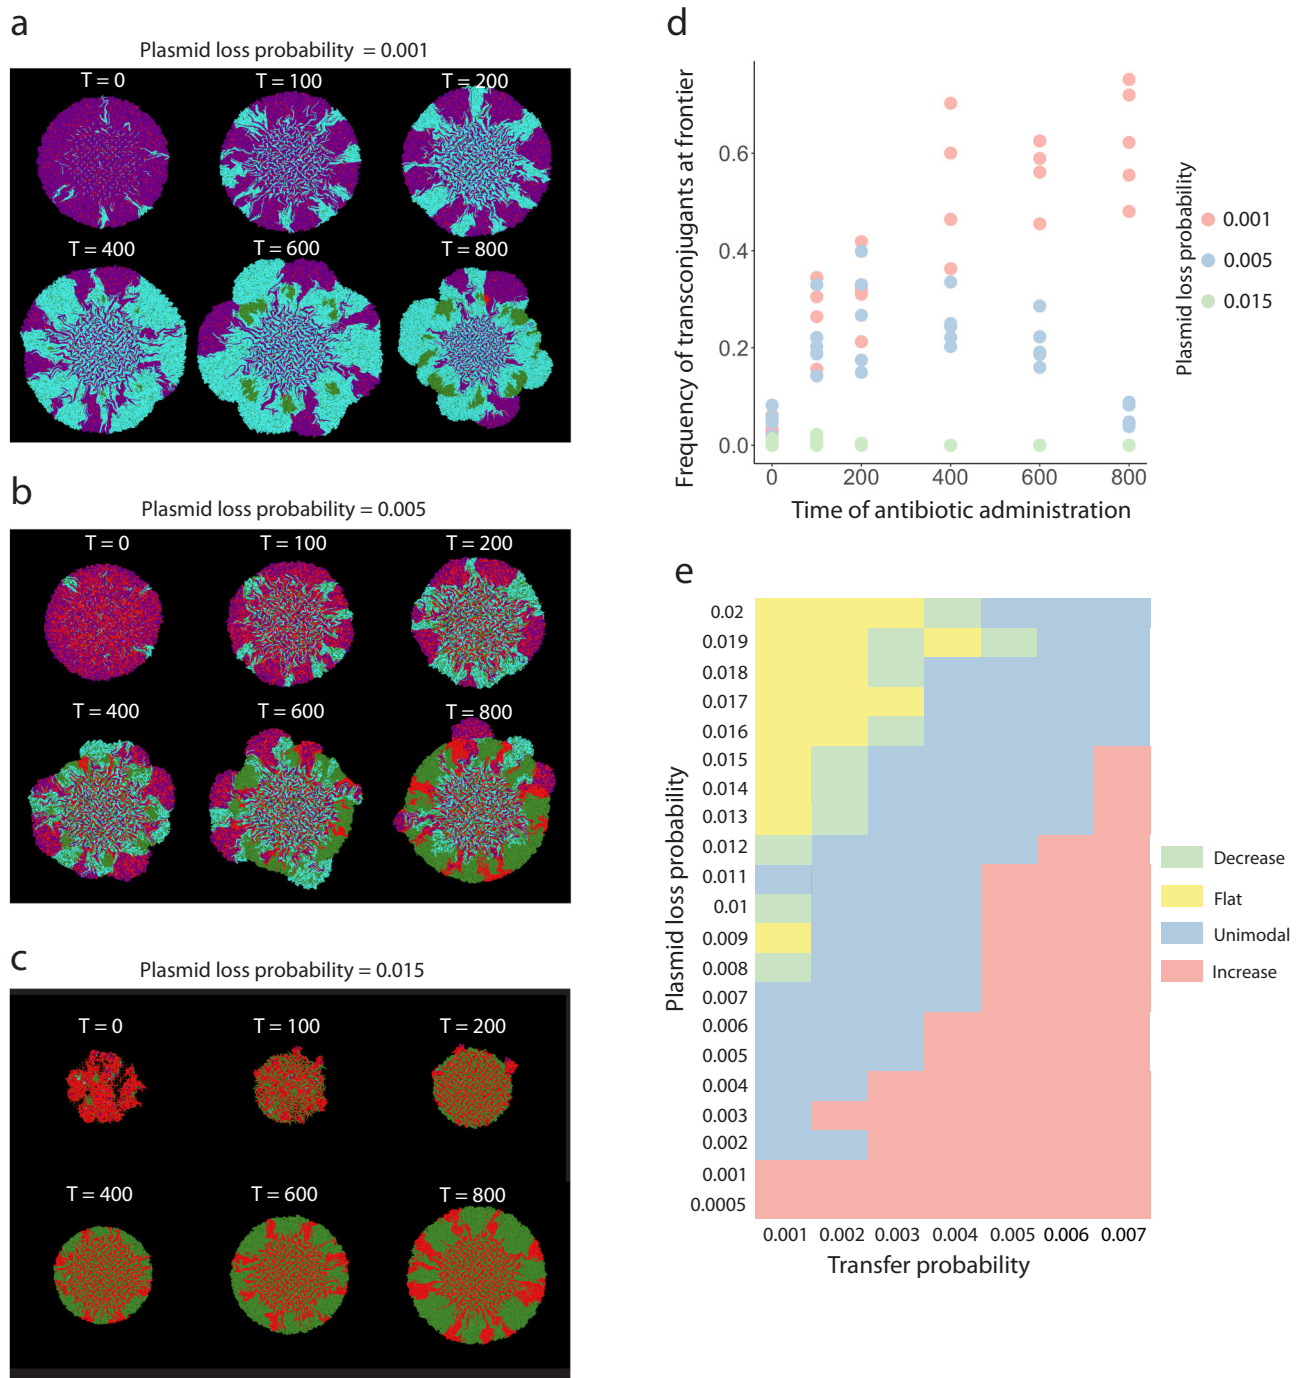 a
Plasmid loss probability = 0.001
T = 0
T = 100
T = 200
T = 400
T = 600
T = 800
b
Plasmid loss probability = 0.005
T = 0
T = 100
T = 200
T = 400
T = 600
T = 800
c
Plasmid loss probability = 0.015
T = 0
T = 100
T = 200
T = 400
T = 600
T = 800
d
Frequency of transconjugants at frontier
0.6
0.4
0.2
0.0
0
200
400
600
800
Time of antibiotic administration
Plasmid loss probability
0.001
0.005
0.015
e
Plasmid loss probability
0.02
0.019
0.018
0.017
0.016
0.015
0.014
0.013
0.012
0.011
0.01
0.009
0.008
0.007
0.006
0.005
0.004
0.003
0.002
0.001
0.0005
0.001
0.002
0.003
0.004
0.005
0.006
0.007
Transfer probability
Decrease
Flat
Unimodal
Increase